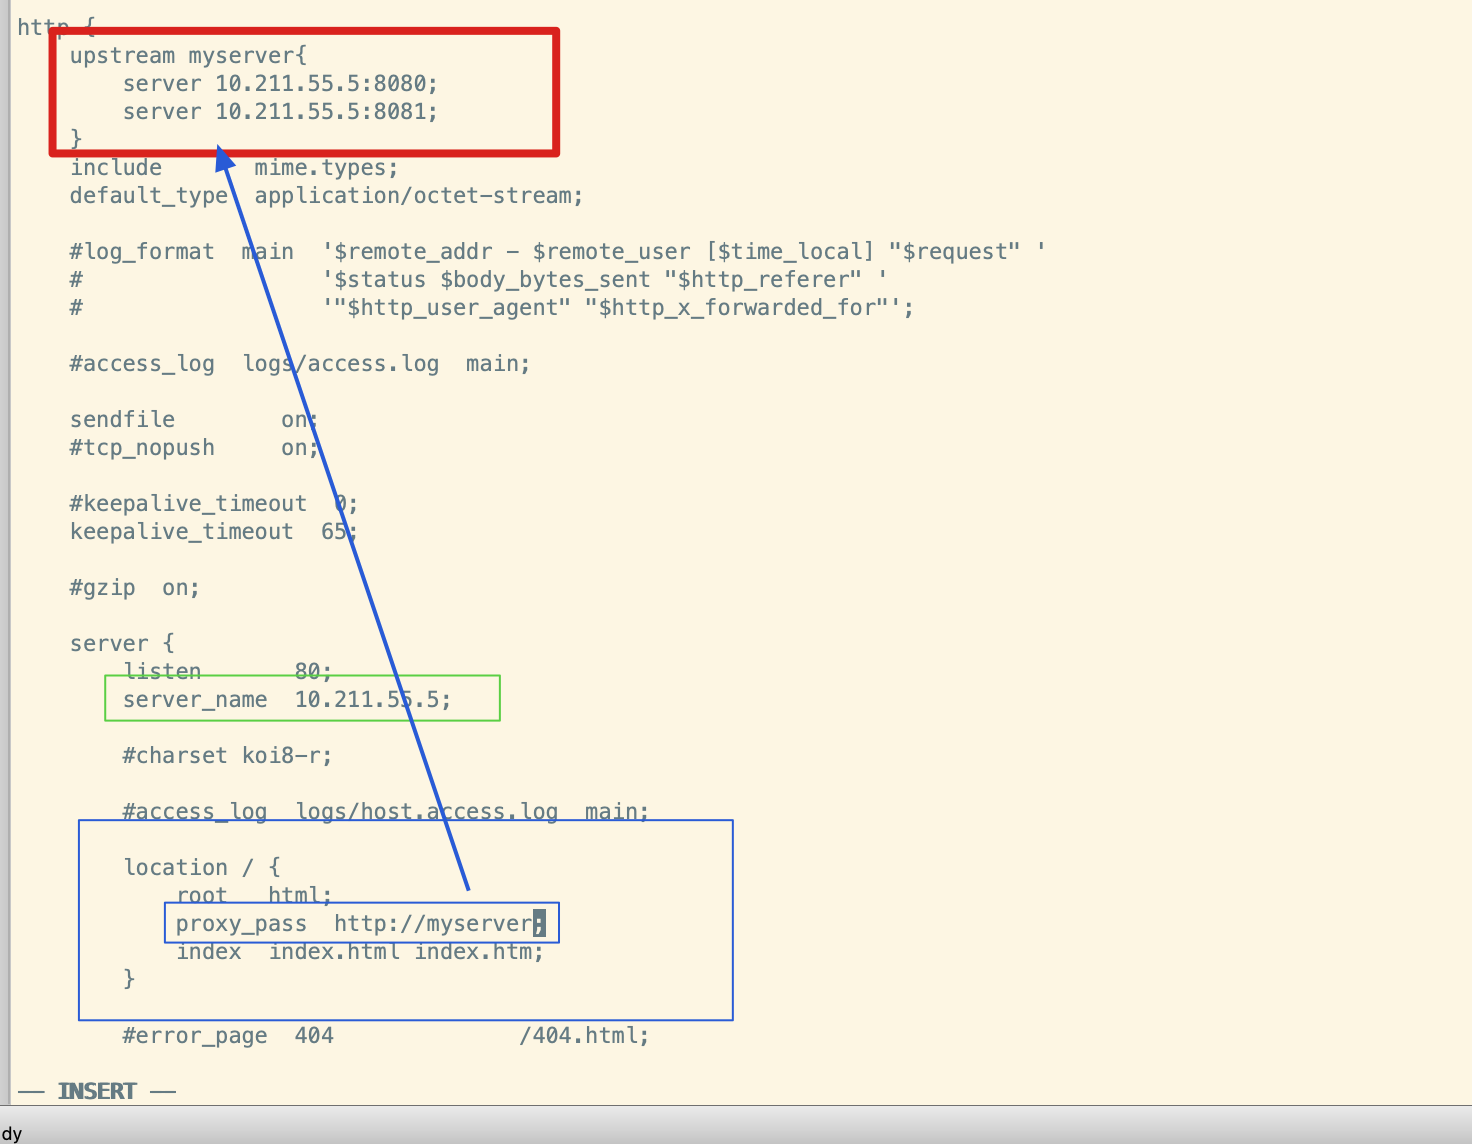 http {
    upstream myserver{
        server 10.211.55.5:8080;
        server 10.211.55.5:8081;
    }
    include       mime.types;
    default_type  application/octet-stream;
    #log_format  main  '$remote_addr - $remote_user [$time_local] "$request" '
    #                  '$status $body_bytes_sent "$http_referer" '
    #                  '"$http_user_agent" "$http_x_forwarded_for"';
    #access_log  logs/access.log  main;
    sendfile        on;
    #tcp_nopush     on;
    #keepalive_timeout  0;
    keepalive_timeout  65;
    #gzip  on;
    server {
        listen       80;
        server_name  10.211.55.5;
        #charset koi8-r;
        #access_log  logs/host.access.log  main;
        location / {
            root   html;
            proxy_pass  http://myserver;
            index  index.html index.htm;
        }
        #error_page  404              /404.html;
-- INSERT --
dy